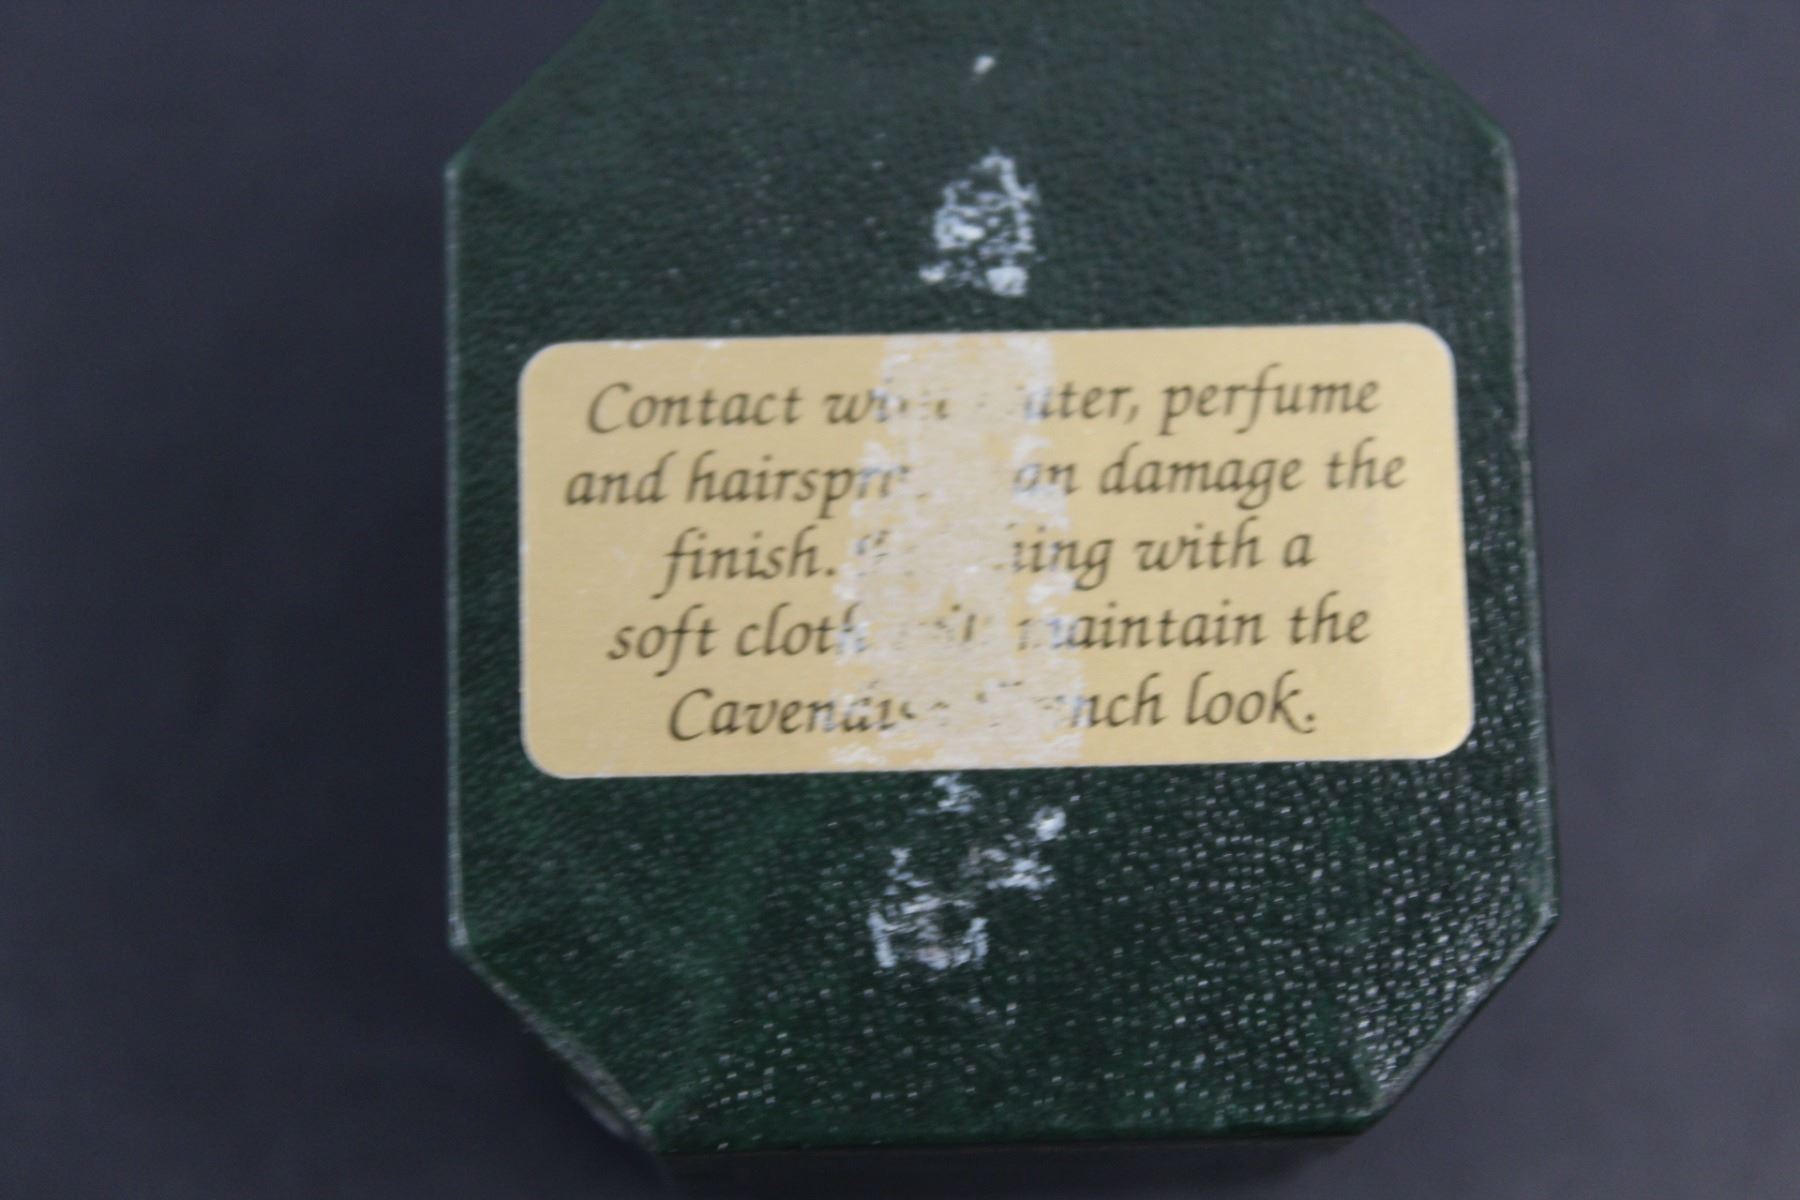 Contact with water, perfume
and hairspray can damage the
finish. with a
soft cloth will maintain the
Cavendish French look.